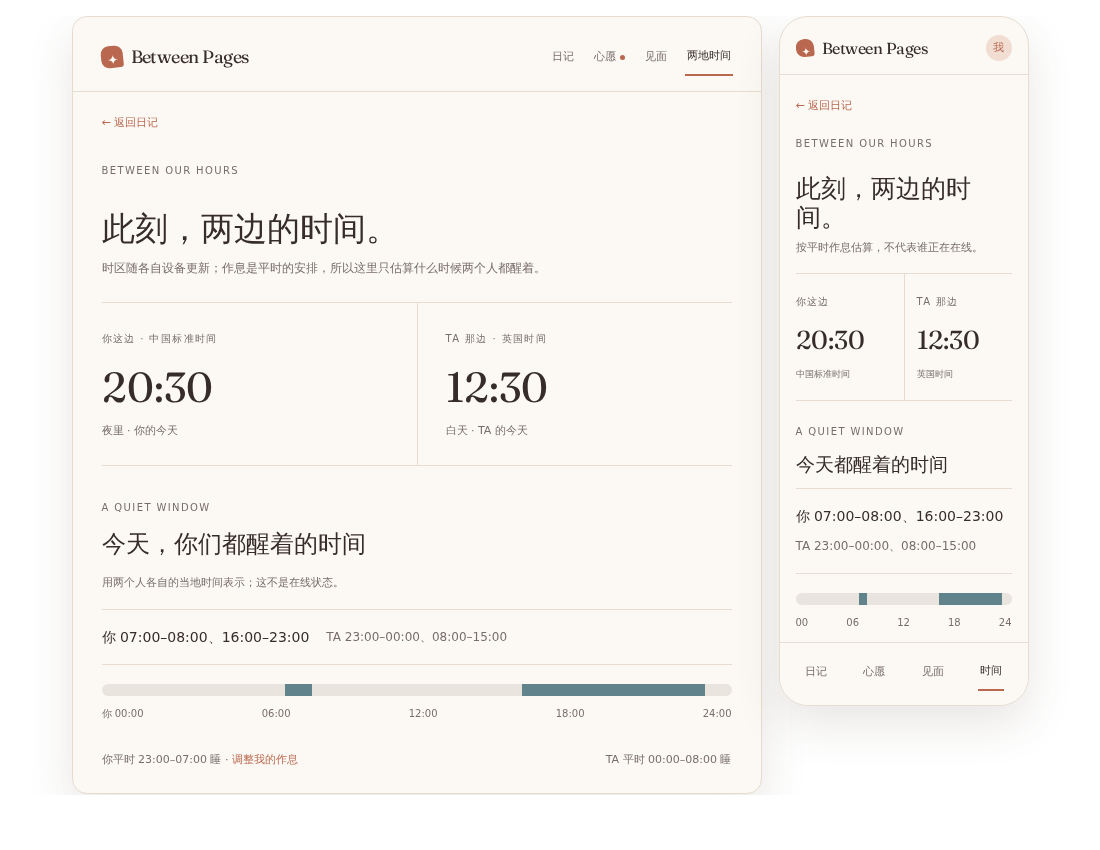 Between Pages
日记 心愿 见面 两地时间
← 返回日记
BETWEEN OUR HOURS
此刻，两边的时间。
时区随各自设备更新；作息是平时的安排，所以这里只估算什么时候两个人都醒着。
你这边 · 中国标准时间
20:30
夜里 · 你的今天
TA 那边 · 英国时间
12:30
白天 · TA 的今天
A QUIET WINDOW
今天，你们都醒着的时间
用两个人各自的当地时间表示；这不是在线状态。
你 07:00–08:00、16:00–23:00 TA 23:00–00:00、08:00–15:00
你 00:00 06:00 12:00 18:00 24:00
你平时 23:00–07:00 睡 · 调整我的作息 TA 平时 00:00–08:00 睡
Between Pages 我
← 返回日记
BETWEEN OUR HOURS
此刻，两边的时
间。
按平时作息估算，不代表谁正在在线。
你这边
20:30
中国标准时间
TA 那边
12:30
英国时间
A QUIET WINDOW
今天都醒着的时间
你 07:00–08:00、16:00–23:00
TA 23:00–00:00、08:00–15:00
00 06 12 18 24
日记 心愿 见面 时间